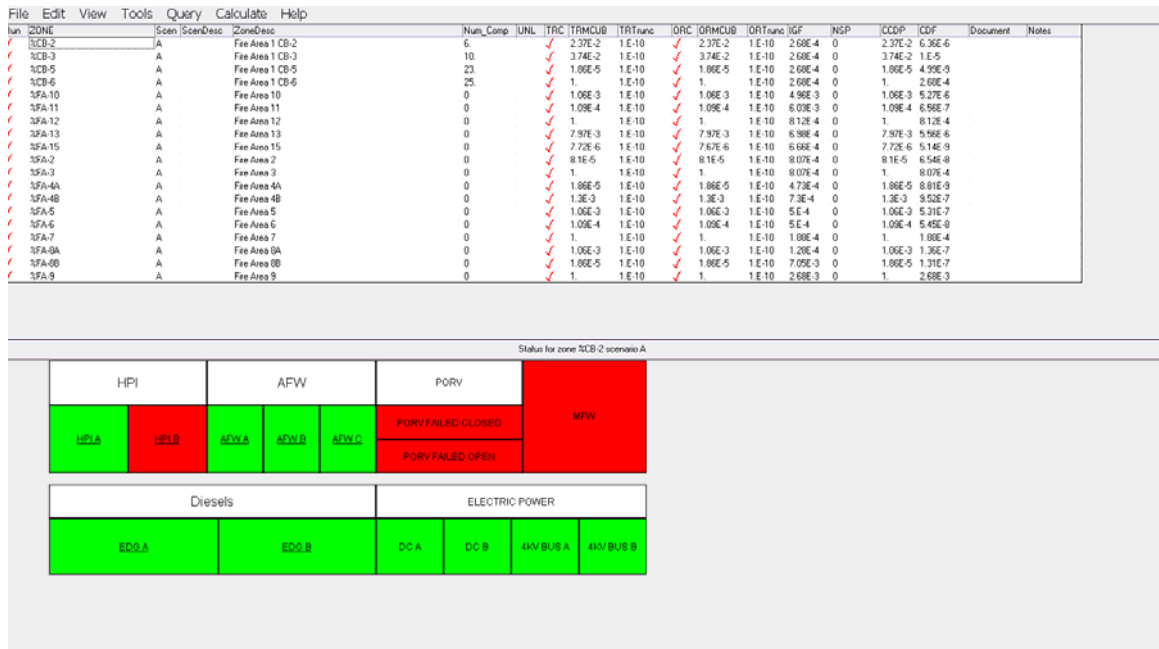 File Edit View Tools Query Calculate Help
lun ZONE Scen ScenDesc ZoneDesc Num_Comp UNL TRC TRMCUB TRTrunc ORC ORMCUB ORTrunc IGF NSP CCDP CDF Document Notes
%CB-2 A Fire Area 1 CB-2 6. 2.37E-2 1.E-10 2.37E-2 1.E-10 2.68E-4 0 2.37E-2 6.36E-6
%CB-3 A Fire Area 1 CB-3 10. 3.74E-2 1.E-10 3.74E-2 1.E-10 2.68E-4 0 3.74E-2 1.E-5
%CB-5 A Fire Area 1 CB-5 23. 1.86E-5 1.E-10 1.86E-5 1.E-10 2.68E-4 0 1.86E-5 4.99E-9
%CB-6 A Fire Area 1 CB-6 25. 1. 1.E-10 1. 1.E-10 2.68E-4 0 1. 2.68E-4
%FA-10 A Fire Area 10 0 1.06E-3 1.E-10 1.06E-3 1.E-10 4.96E-3 0 1.06E-3 5.27E-6
%FA-11 A Fire Area 11 0 1.09E-4 1.E-10 1.09E-4 1.E-10 6.03E-3 0 1.09E-4 6.56E-7
%FA-12 A Fire Area 12 0 1. 1.E-10 1. 1.E-10 8.12E-4 0 1. 8.12E-4
%FA-13 A Fire Area 13 0 7.97E-3 1.E-10 7.97E-3 1.E-10 6.98E-4 0 7.97E-3 5.56E-6
%FA-15 A Fire Area 15 0 7.72E-6 1.E-10 7.67E-6 1.E-10 6.66E-4 0 7.72E-6 5.14E-9
%FA-2 A Fire Area 2 0 8.1E-5 1.E-10 8.1E-5 1.E-10 8.07E-4 0 8.1E-5 6.54E-8
%FA-3 A Fire Area 3 0 1. 1.E-10 1. 1.E-10 8.07E-4 0 1. 8.07E-4
%FA-4A A Fire Area 4A 0 1.86E-5 1.E-10 1.86E-5 1.E-10 4.73E-4 0 1.86E-5 8.81E-9
%FA-4B A Fire Area 4B 0 1.3E-3 1.E-10 1.3E-3 1.E-10 7.3E-4 0 1.3E-3 9.52E-7
%FA-5 A Fire Area 5 0 1.06E-3 1.E-10 1.06E-3 1.E-10 5.E-4 0 1.06E-3 5.31E-7
%FA-6 A Fire Area 6 0 1.09E-4 1.E-10 1.09E-4 1.E-10 5.E-4 0 1.09E-4 5.45E-8
%FA-7 A Fire Area 7 0 1. 1.E-10 1. 1.E-10 1.88E-4 0 1. 1.88E-4
%FA-8A A Fire Area 8A 0 1.06E-3 1.E-10 1.06E-3 1.E-10 1.28E-4 0 1.06E-3 1.36E-7
%FA-8B A Fire Area 8B 0 1.86E-5 1.E-10 1.86E-5 1.E-10 7.05E-3 0 1.86E-5 1.31E-7
%FA-9 A Fire Area 9 0 1. 1.E-10 1. 1.E-10 2.68E-3 0 1. 2.68E-3
Status for zone %CB-2 scenario A
HPI AFW PORV
MFW
PORV FAILED CLOSED
HPI A HPI B AFW A AFW B AFW C
PORV FAILED OPEN
Diesels ELECTRIC POWER
EDG A EDG B DC A DC B 4KV BUS A 4KV BUS B